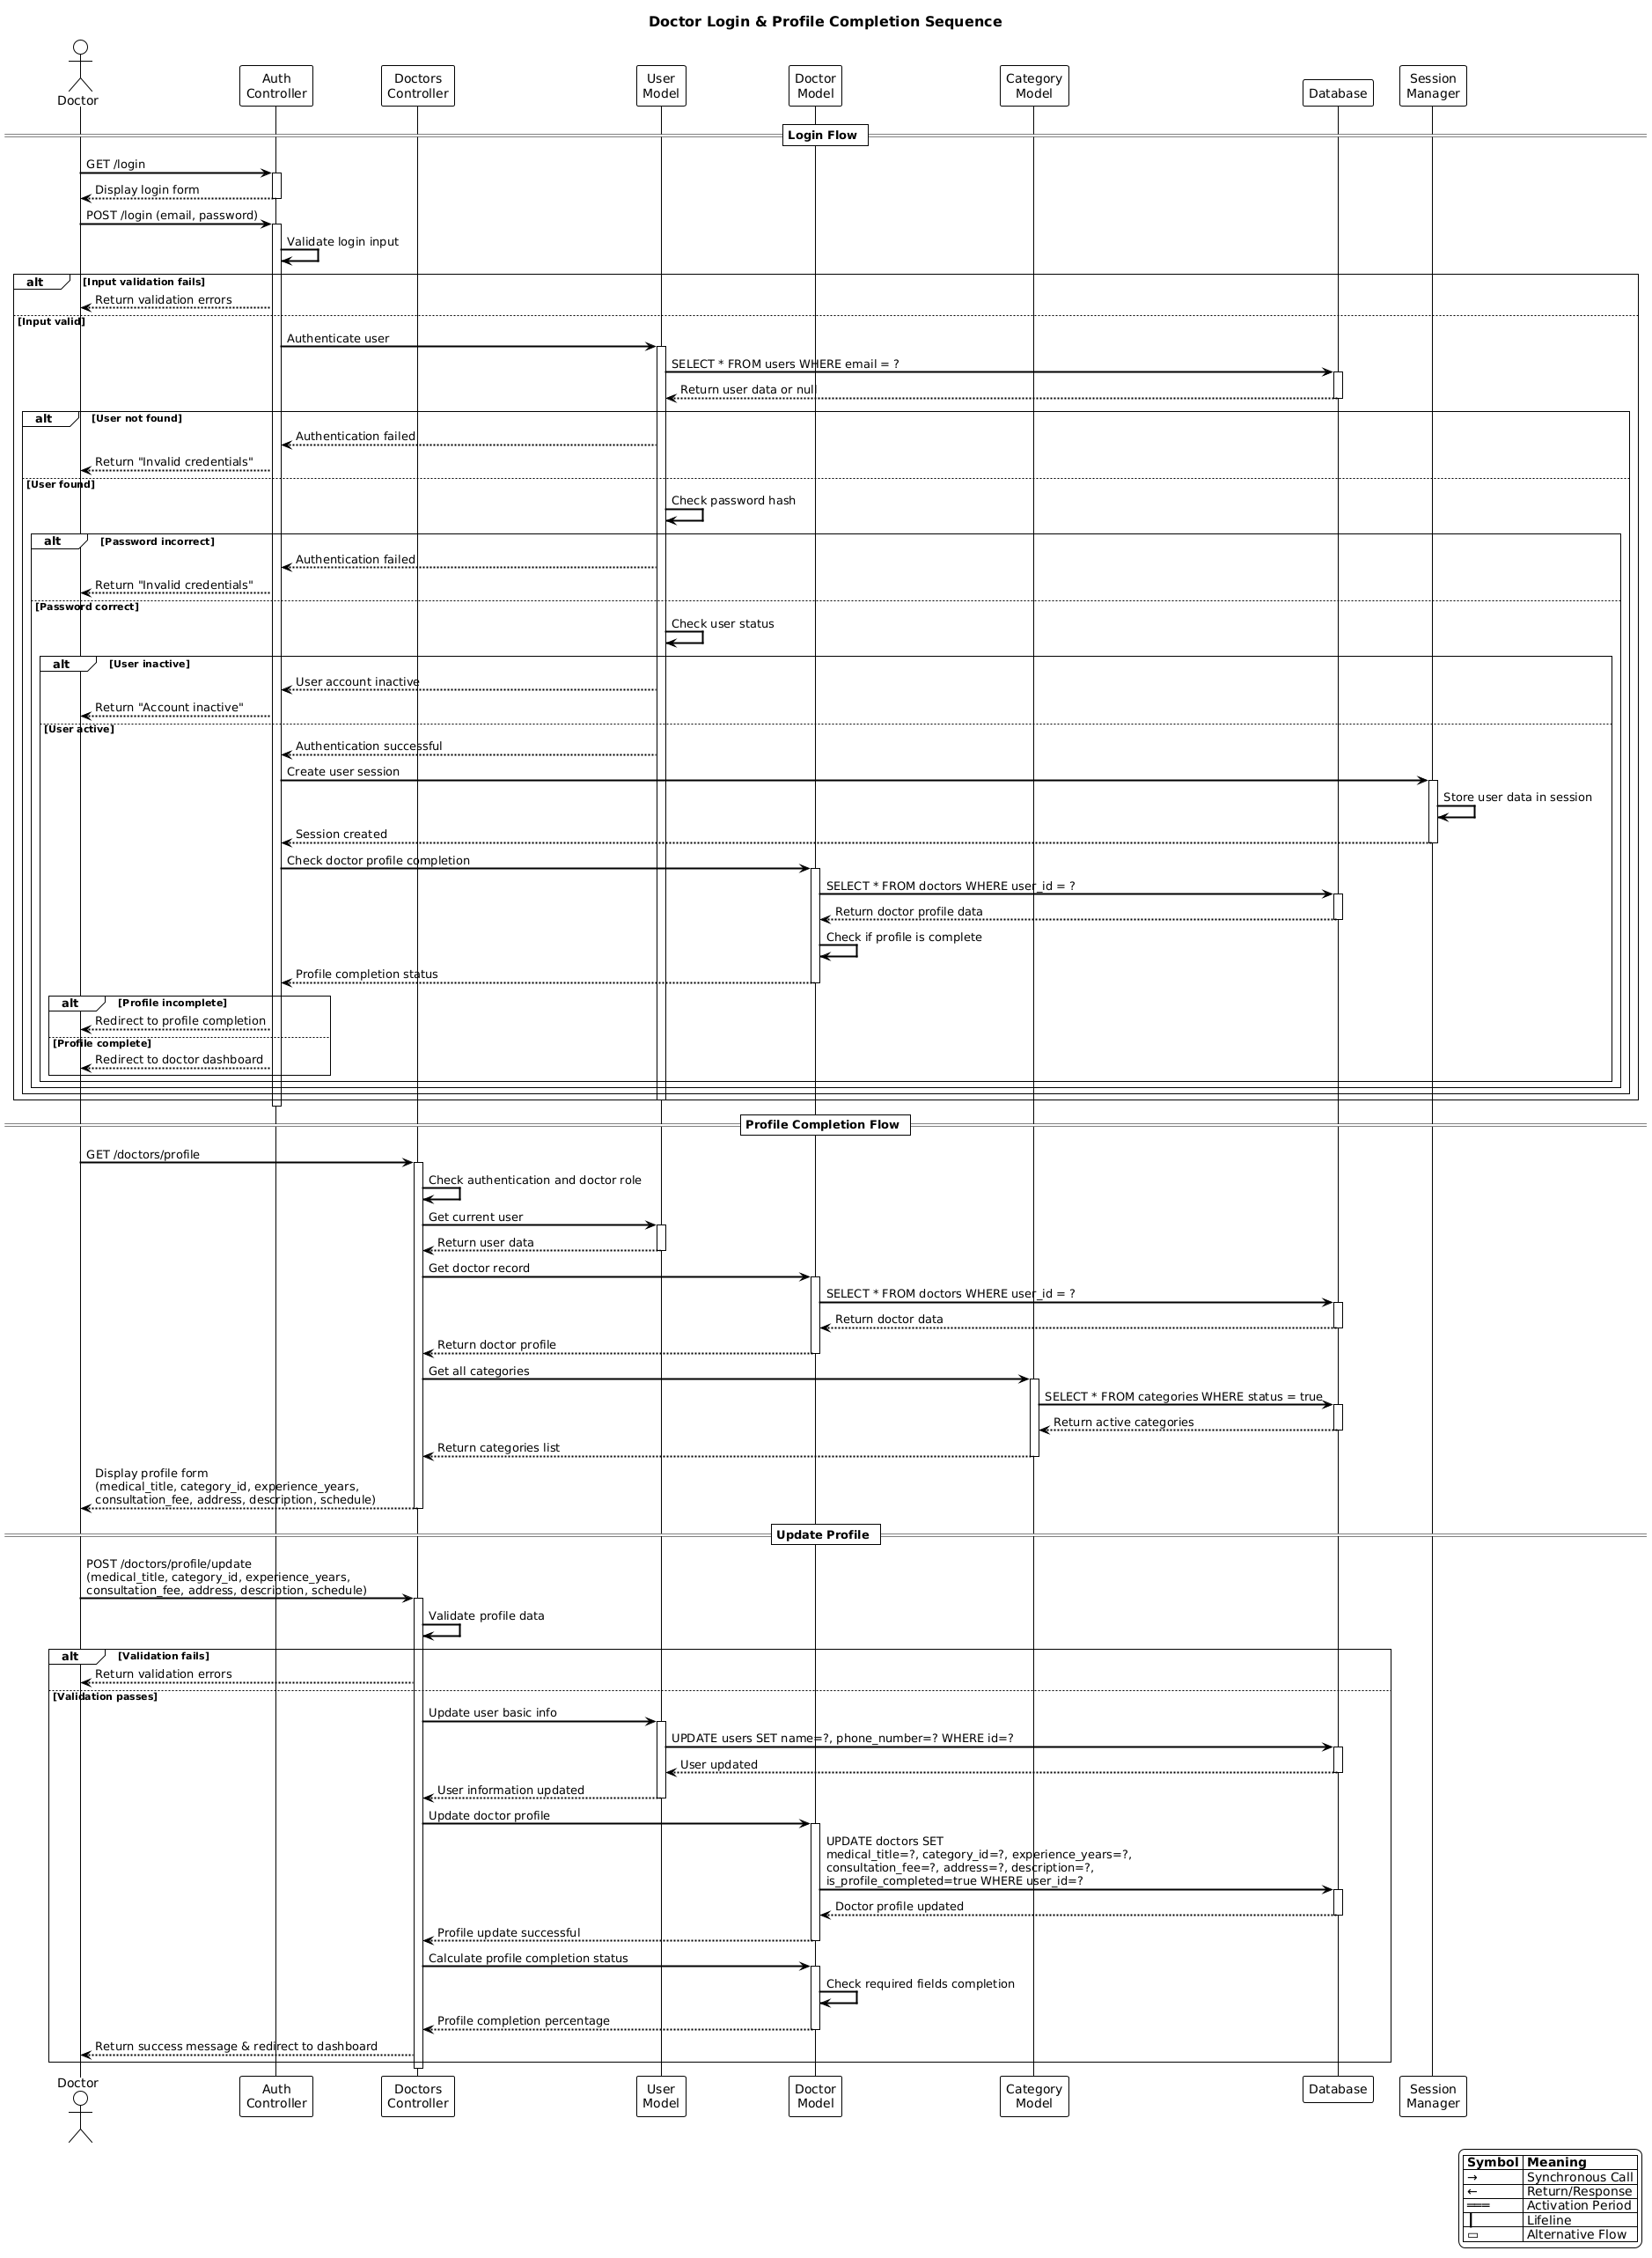 Doctor Login & Profile Completion Sequence
Doctor
Auth
Controller
Doctors
Controller
User
Model
Doctor
Model
Category
Model
Database
Session
Manager
Login Flow
GET /login
Display login form
POST /login (email, password)
Validate login input
alt
[Input validation fails]
Return validation errors
[Input valid]
Authenticate user
SELECT * FROM users WHERE email = ?
Return user data or null
alt
[User not found]
Authentication failed
Return "Invalid credentials"
[User found]
Check password hash
alt
[Password incorrect]
Authentication failed
Return "Invalid credentials"
[Password correct]
Check user status
alt
[User inactive]
User account inactive
Return "Account inactive"
[User active]
Authentication successful
Create user session
Store user data in session
Session created
Check doctor profile completion
SELECT * FROM doctors WHERE user_id = ?
Return doctor profile data
Check if profile is complete
Profile completion status
alt
[Profile incomplete]
Redirect to profile completion
[Profile complete]
Redirect to doctor dashboard
Profile Completion Flow
GET /doctors/profile
Check authentication and doctor role
Get current user
Return user data
Get doctor record
SELECT * FROM doctors WHERE user_id = ?
Return doctor data
Return doctor profile
Get all categories
SELECT * FROM categories WHERE status = true
Return active categories
Return categories list
Display profile form
(medical_title, category_id, experience_years,
consultation_fee, address, description, schedule)
Update Profile
POST /doctors/profile/update
(medical_title, category_id, experience_years,
consultation_fee, address, description, schedule)
Validate profile data
alt
[Validation fails]
Return validation errors
[Validation passes]
Update user basic info
UPDATE users SET name=?, phone_number=? WHERE id=?
User updated
User information updated
Update doctor profile
UPDATE doctors SET
medical_title=?, category_id=?, experience_years=?,
consultation_fee=?, address=?, description=?,
is_profile_completed=true WHERE user_id=?
Doctor profile updated
Profile update successful
Calculate profile completion status
Check required fields completion
Profile completion percentage
Return success message & redirect to dashboard
Doctor
Auth
Controller
Doctors
Controller
User
Model
Doctor
Model
Category
Model
Database
Session
Manager
Symbol Meaning
→ Synchronous Call
← Return/Response
═══ Activation Period
┃ Lifeline
▭ Alternative Flow